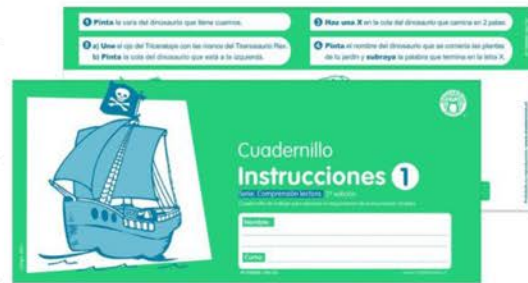 1 Pinta la cara del dinosaurio que tiene cuernos.
2 a) Une el ojo del Triceratops con las manos del Tiranosaurio Rex.
b) Pinta la cola del dinosaurio que está a la izquierda.
3 Haz una X en la cola del dinosaurio que camina en 2 patas.
4 Pinta el nombre del dinosaurio que se comería las plantes
de tu jardín y subraya la palabra que termina en la letra X.
Cuadernillo
Instrucciones 1
Serie: Comprensión lectora
edición
Nombre:
Curso: